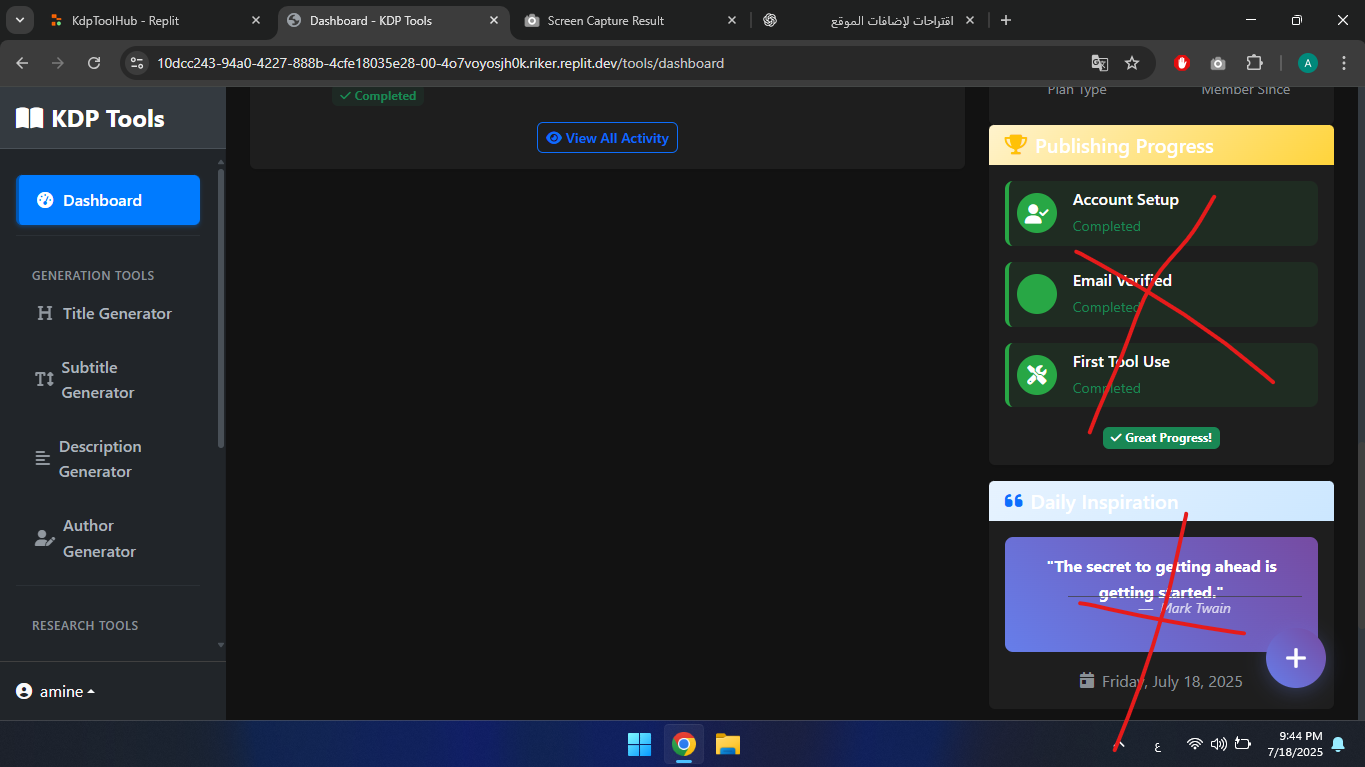 KdpToolHub - Replit
Dashboard - KDP Tools
Screen Capture Result
اقتراحات لإضافات الموقع
10dcc243-94a0-4227-888b-4cfe18035e28-00-4o7voyosjh0k.riker.replit.dev/tools/dashboard
A
KDP Tools
Dashboard
GENERATION TOOLS
Title Generator
Subtitle
Generator
Description
Generator
Author
Generator
RESEARCH TOOLS
amine
Completed
View All Activity
Plan Type
Member Since
Publishing Progress
Account Setup
Completed
Email Verified
Completed
First Tool Use
Completed
Great Progress!
Daily Inspiration
"The secret to getting ahead is
getting started."
— Mark Twain
Friday, July 18, 2025
ع
9:44 PM
7/18/2025